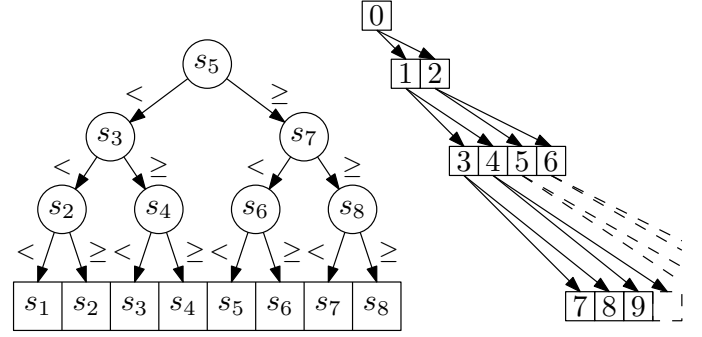 0
s5
< ≥
1 2
s3 s7
< ≥ < ≥
3 4 5 6
s2 s4 s6 s8
< ≥ < ≥ < ≥ < ≥
s1 s2 s3 s4 s5 s6 s7 s8
7 8 9